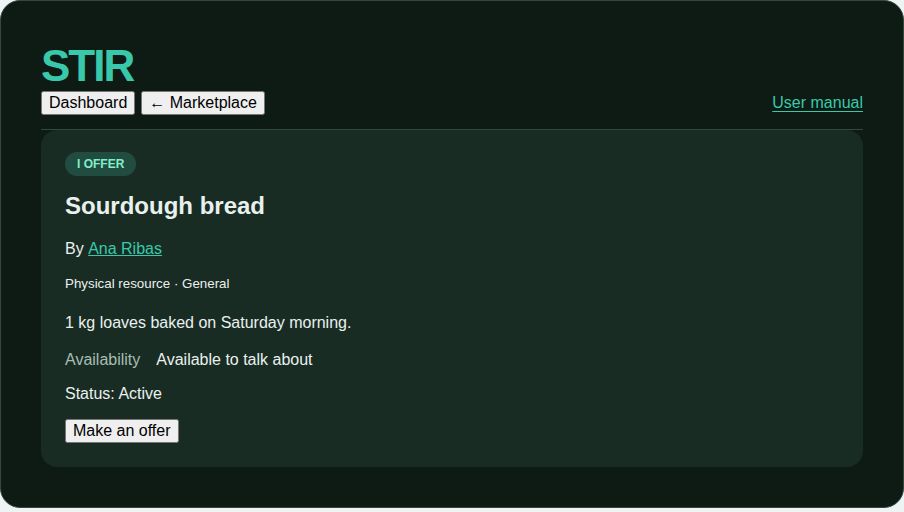 STIR
Dashboard ← Marketplace User manual
I OFFER
Sourdough bread
By Ana Ribas
Physical resource · General
1 kg loaves baked on Saturday morning.
Availability Available to talk about
Status: Active
Make an offer